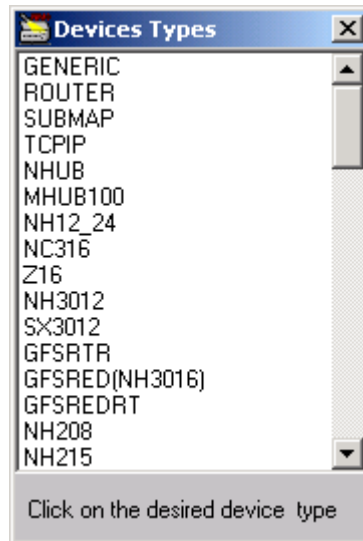 Devices Types
GENERIC
ROUTER
SUBMAP
TCPIP
NHUB
MHUB100
NH12_24
NC316
Z16
NH3012
SX3012
GFSRTR
GFSRED(NH3016)
GFSREDRT
NH208
NH215
Click on the desired device type